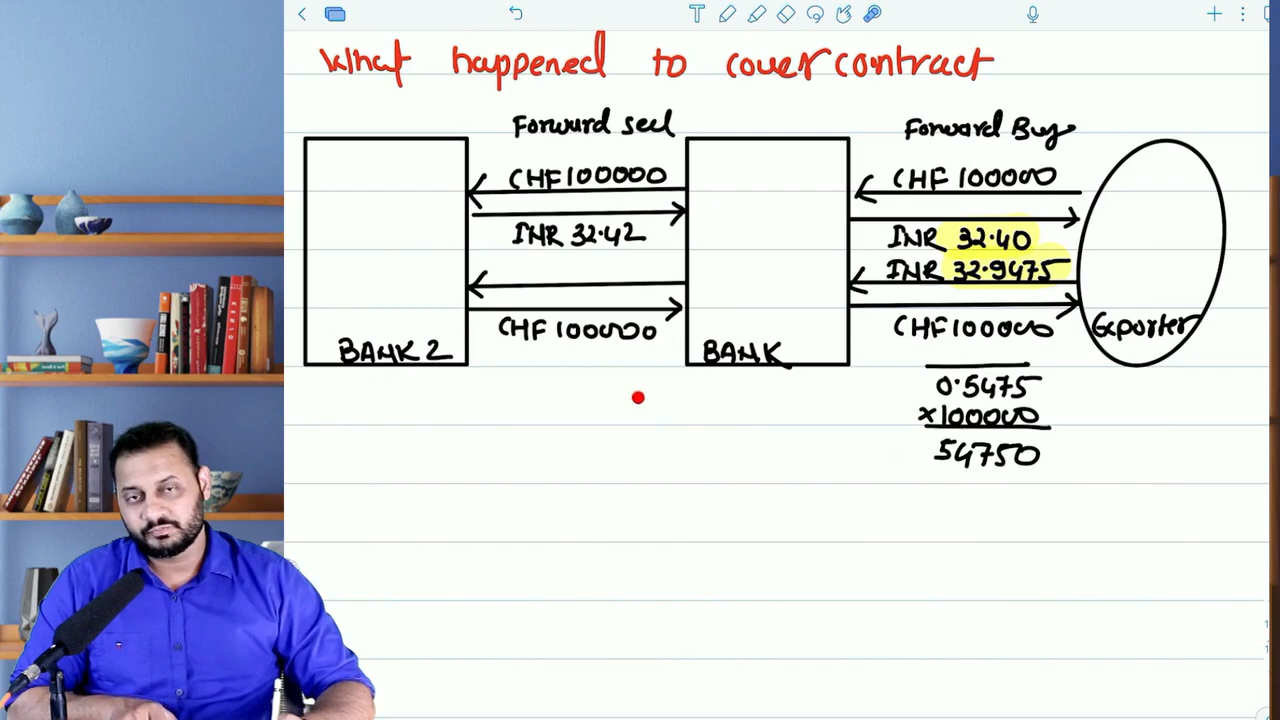 What happened to cover contract
Forward sell
Forward Buy
CHF 100000
CHF 100000
INR 32.42
INR 32.40
INR 32.9475
CHF 100000
CHF 100000
BANK 2
BANK
Exporter
0.5475
×100000
54750